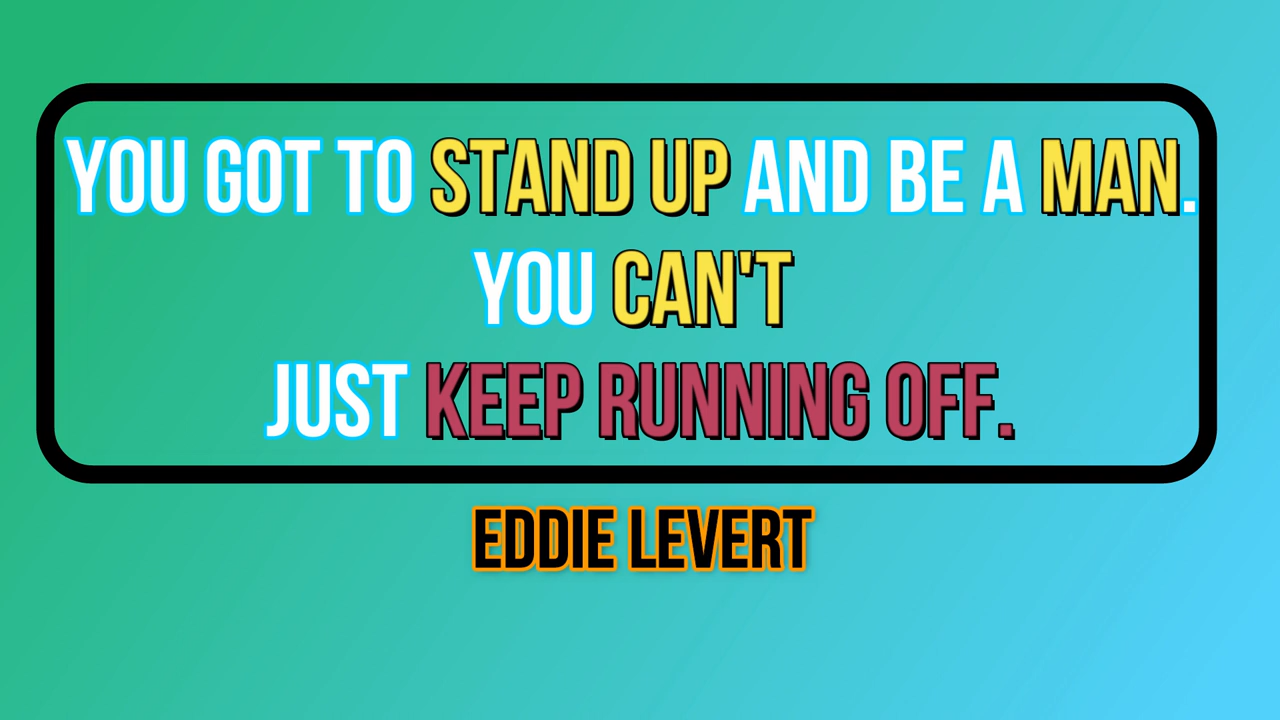 YOU GOT TO STAND UP AND BE A MAN.
YOU CAN'T
JUST KEEP RUNNING OFF.
EDDIE LEVERT